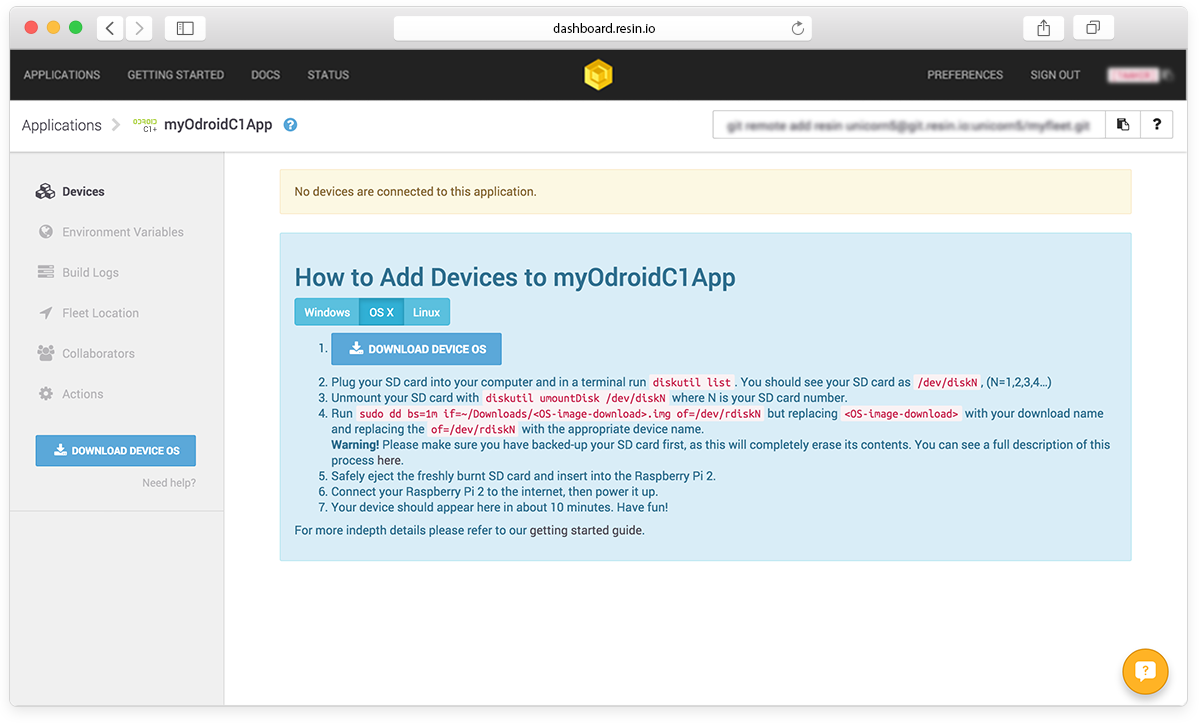 dashboard.resin.io
APPLICATIONS GETTING STARTED DOCS STATUS PREFERENCES SIGN OUT
Applications ODROID C1+ myOdroidC1App ?
git remote add resin unicorn5@git.resin.io:unicorn5/myfleet.git ?
Devices
Environment Variables
Build Logs
Fleet Location
Collaborators
Actions
DOWNLOAD DEVICE OS
Need help?
No devices are connected to this application.
How to Add Devices to myOdroidC1App
Windows OS X Linux
1. DOWNLOAD DEVICE OS
2. Plug your SD card into your computer and in a terminal run diskutil list. You should see your SD card as /dev/diskN, (N=1,2,3,4...)
3. Unmount your SD card with diskutil umountDisk /dev/diskN where N is your SD card number.
4. Run sudo dd bs=1m if=~/Downloads/<OS-image-download>.img of=/dev/rdiskN but replacing <OS-image-download> with your download name
and replacing the of=/dev/rdiskN with the appropriate device name.
Warning! Please make sure you have backed-up your SD card first, as this will completely erase its contents. You can see a full description of this
process here.
5. Safely eject the freshly burnt SD card and insert into the Raspberry Pi 2.
6. Connect your Raspberry Pi 2 to the internet, then power it up.
7. Your device should appear here in about 10 minutes. Have fun!
For more indepth details please refer to our getting started guide.
?